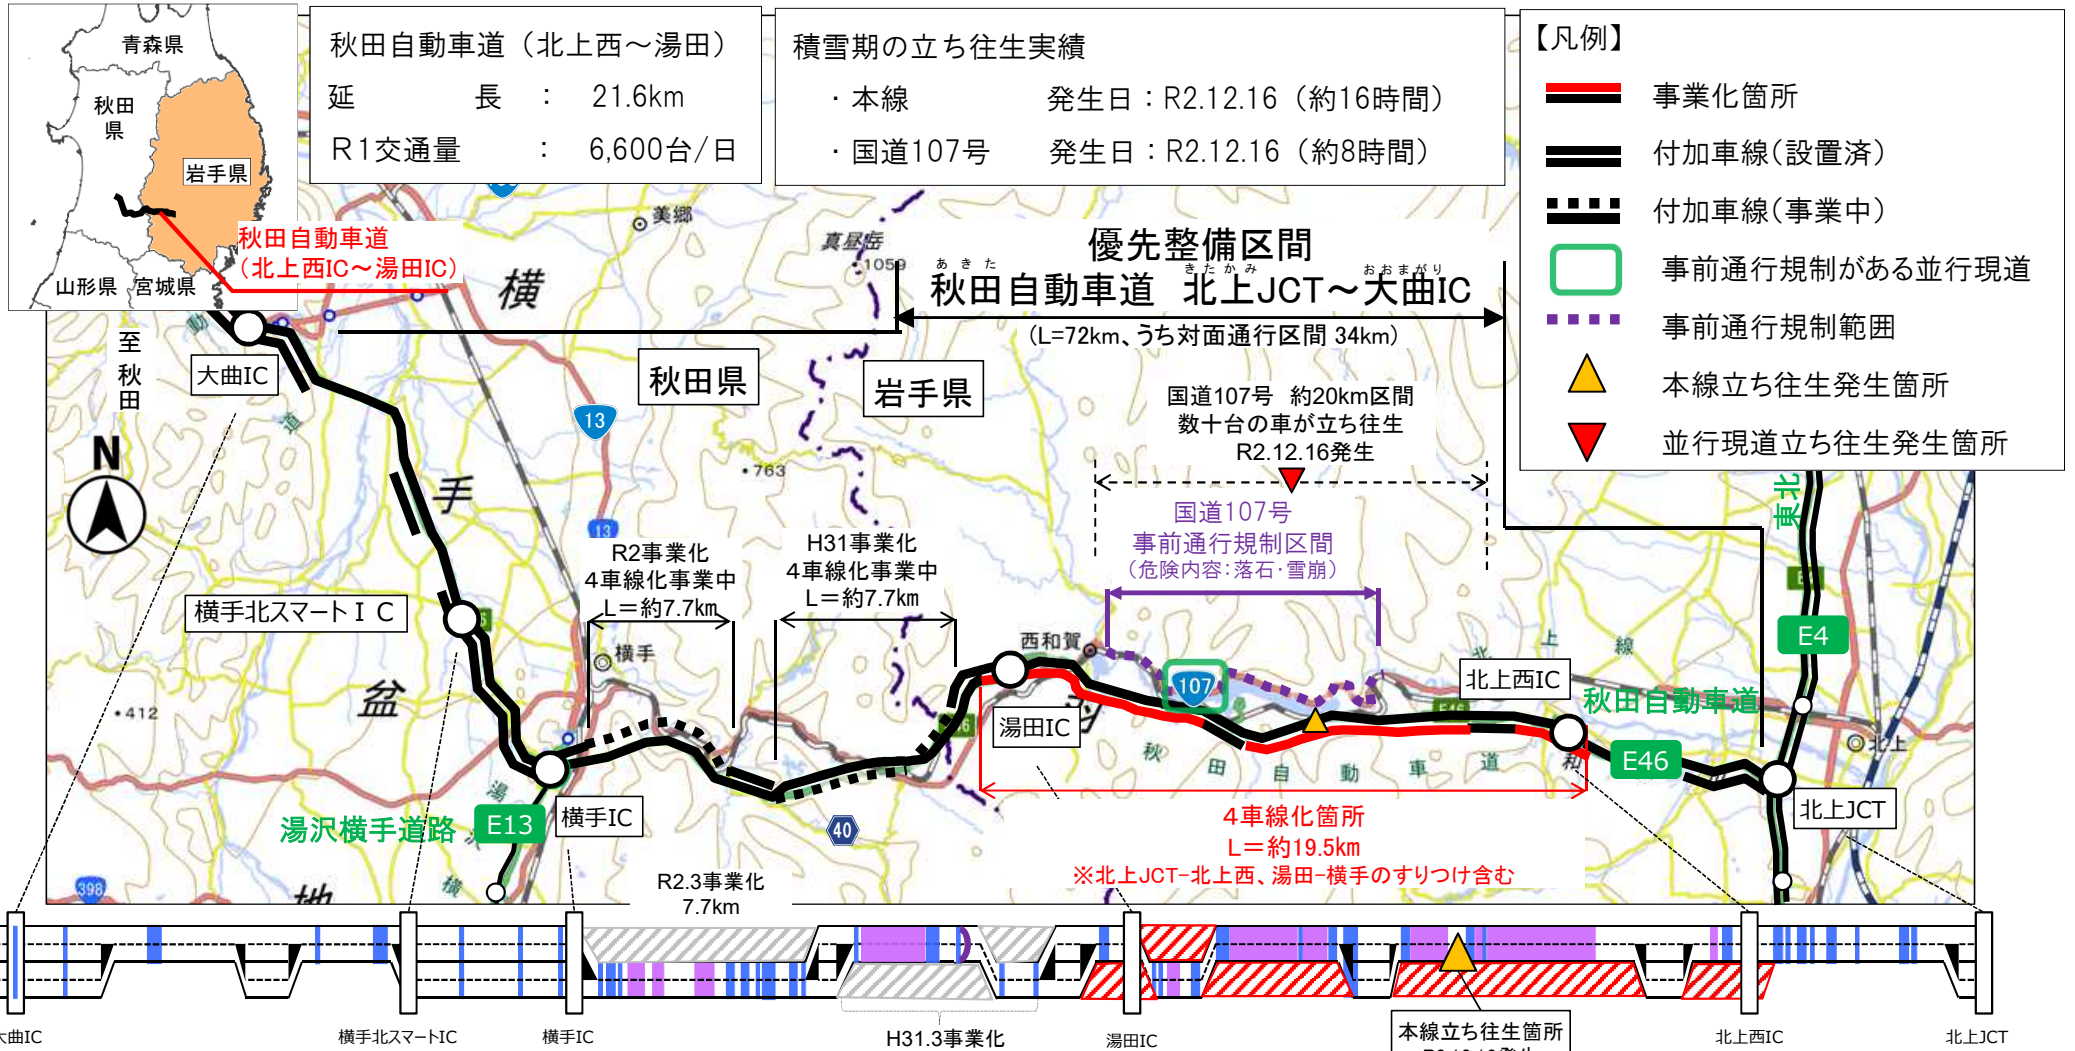 青森県
秋田県
岩手県
山形県
宮城県
秋田自動車道
(北上西IC～湯田IC)
秋田自動車道（北上西～湯田）
延　長　：　21.6km
R1交通量　：　6,600台/日
積雪期の立ち往生実績
・本線　発生日：R2.12.16（約16時間）
・国道107号　発生日：R2.12.16（約8時間）
【凡例】
事業化箇所
付加車線(設置済)
付加車線(事業中)
事前通行規制がある並行現道
事前通行規制範囲
本線立ち往生発生箇所
並行現道立ち往生発生箇所
美郷
真昼岳
1059
優先整備区間
あきた　きたかみ　おおまがり
秋田自動車道　北上JCT～大曲IC
(L=72km、うち対面通行区間 34km)
横
手
盆
地
至秋田
大曲IC
秋田県
岩手県
13
763
N
国道107号　約20km区間
数十台の車が立ち往生
R2.12.16発生
国道107号
事前通行規制区間
(危険内容:落石・雪崩)
東北
13
R2事業化
4車線化事業中
L＝約7.7km
H31事業化
4車線化事業中
L＝約7.7km
横手北スマートＩＣ
横手
西和賀
107
北上線
E4
412
湯田IC
北上西IC
秋田自動車道
E46
北上
秋田自動車道
和
横手IC
湯沢横手道路
E13
湯沢横
40
398
北上JCT
4車線化箇所
L＝約19.5km
※北上JCT-北上西、湯田-横手のすりつけ含む
R2.3事業化
7.7km
大曲IC
横手北スマートIC
横手IC
H31.3事業化
湯田IC
本線立ち往生箇所
北上西IC
北上JCT